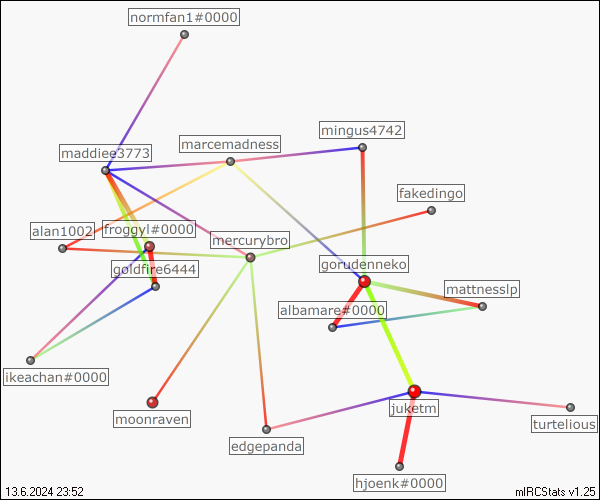 normfan1#0000
mingus4742
marcemadness
maddiee3773
fakedingo
alan1002
froggyl#0000
mercurybro
goldfire6444
gorudenneko
mattnesslp
albamare#0000
ikeachan#0000
juketm
moonraven
turtelious
edgepanda
hjoenk#0000
13.6.2024 23:52
mIRCStats v1.25